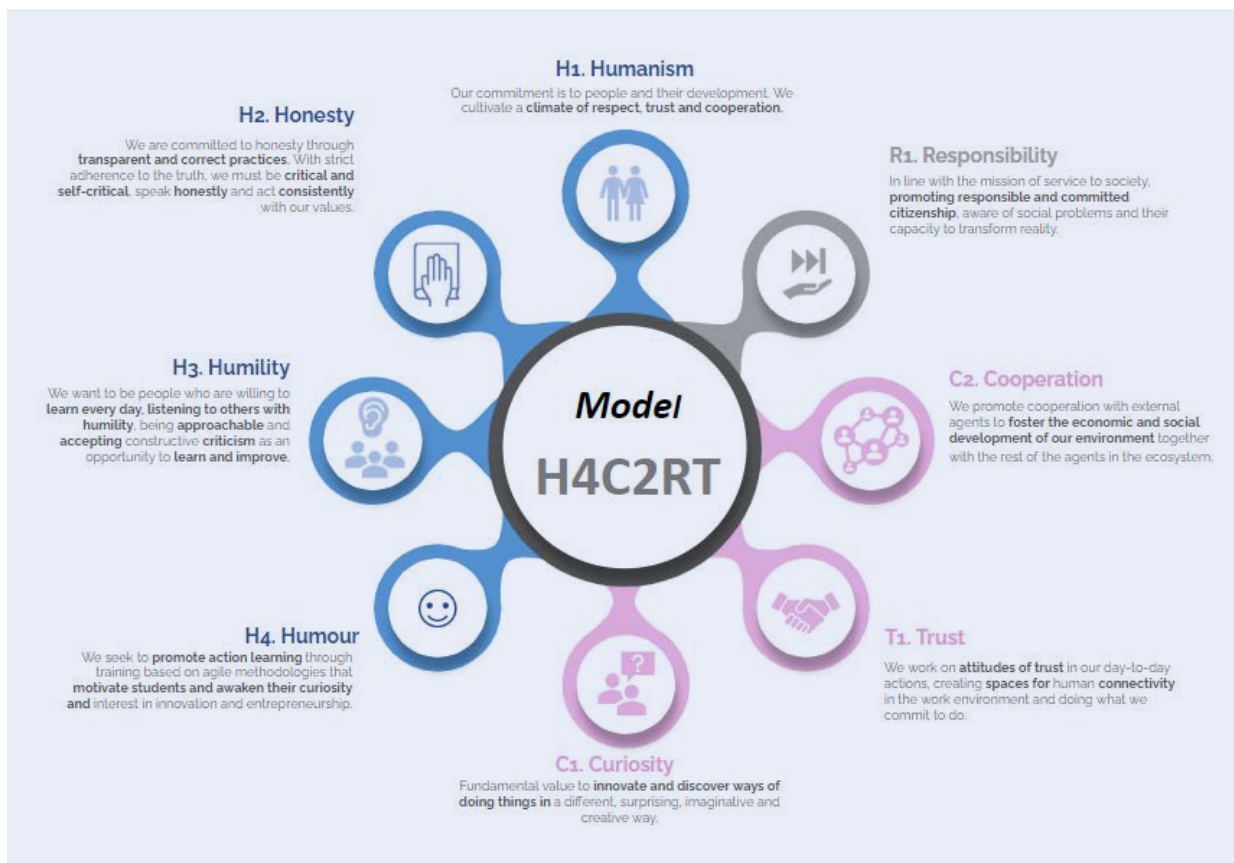 H1. Humanism
Our commitment is to people and their development. We
cultivate a climate of respect, trust and cooperation.
H2. Honesty
We are committed to honesty through
transparent and correct practices. With strict
adherence to the truth, we must be critical and
self-critical, speak honestly and act consistently
with our values.
R1. Responsibility
In line with the mission of service to society,
promoting responsible and committed
citizenship, aware of social problems and their
capacity to transform reality.
H3. Humility
We want to be people who are willing to
learn every day, listening to others with
humility, being approachable and
accepting constructive criticism as an
opportunity to learn and improve.
Model
H4C2RT
C2. Cooperation
We promote cooperation with external
agents to foster the economic and social
development of our environment together
with the rest of the agents in the ecosystem.
H4. Humour
We seek to promote action learning through
training based on agile methodologies that
motivate students and awaken their curiosity
and interest in innovation and entrepreneurship.
?
T1. Trust
We work on attitudes of trust in our day-to-day
actions, creating spaces for human connectivity
in the work environment and doing what we
commit to do.
C1. Curiosity
Fundamental value to innovate and discover ways of
doing things in a different, surprising, imaginative and
creative way.